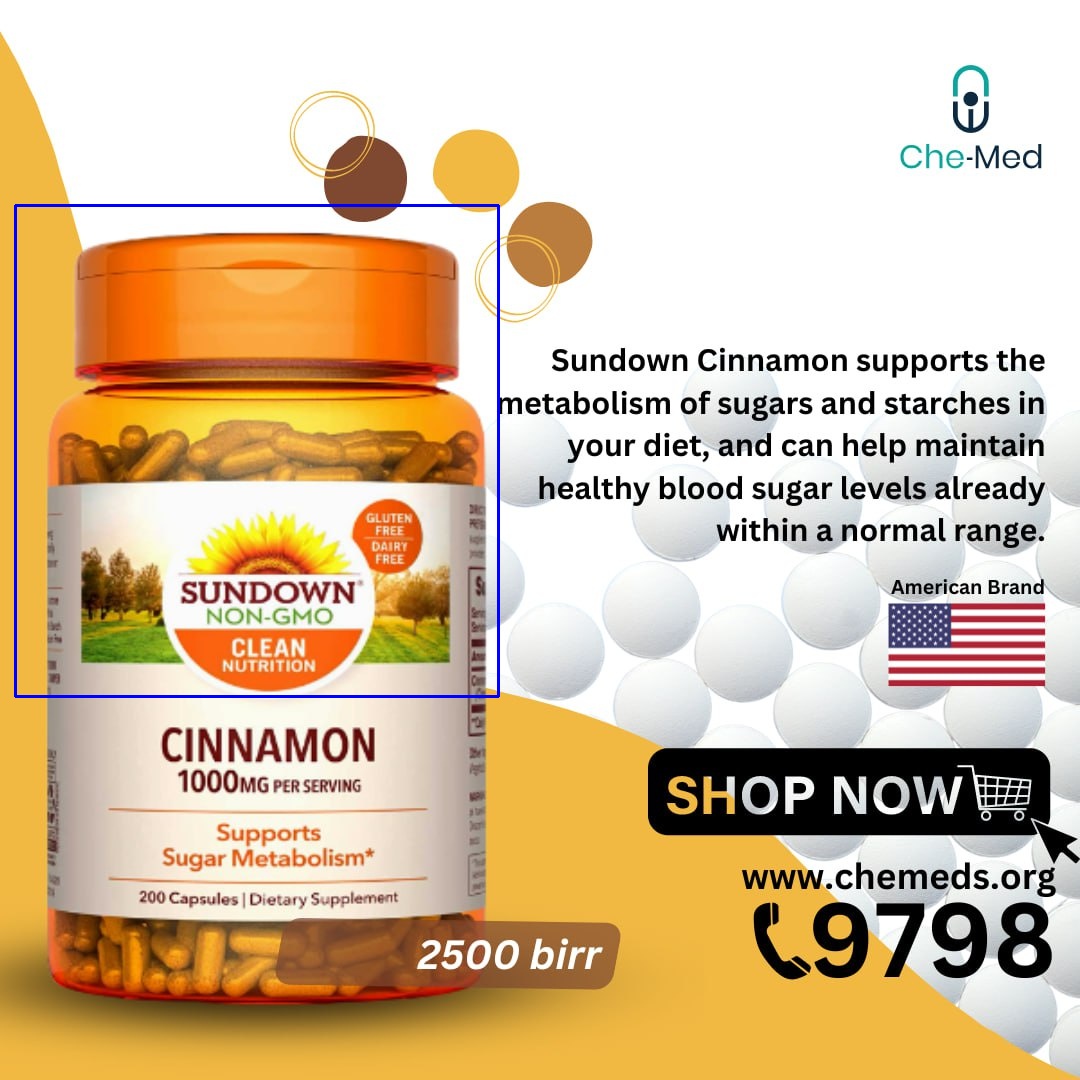 Che-Med
Sundown Cinnamon supports the
metabolism of sugars and starches in
your diet, and can help maintain
healthy blood sugar levels already
within a normal range.
American Brand
GLUTEN
FREE
DAIRY
FREE
SUNDOWN®
NON-GMO
CLEAN
NUTRITION
CINNAMON
1000MG PER SERVING
Supports
Sugar Metabolism*
200 Capsules | Dietary Supplement
2500 birr
SHOP NOW
www.chemeds.org
9798